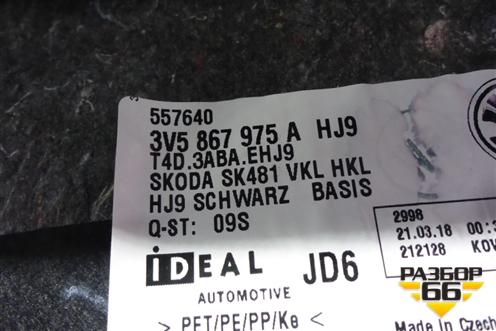 557640
3V5 867 975 A HJ9
T4D.3ABA.EHJ9
SKODA SK481 VKL HKL
HJ9 SCHWARZ BASIS
Q-ST: 09S
2998
21.03.18 00:
212128 KOV
iDEAL JD6
AUTOMOTIVE
> PET/PE/PP/Ke
Made in Czech
РАЗБОР
66